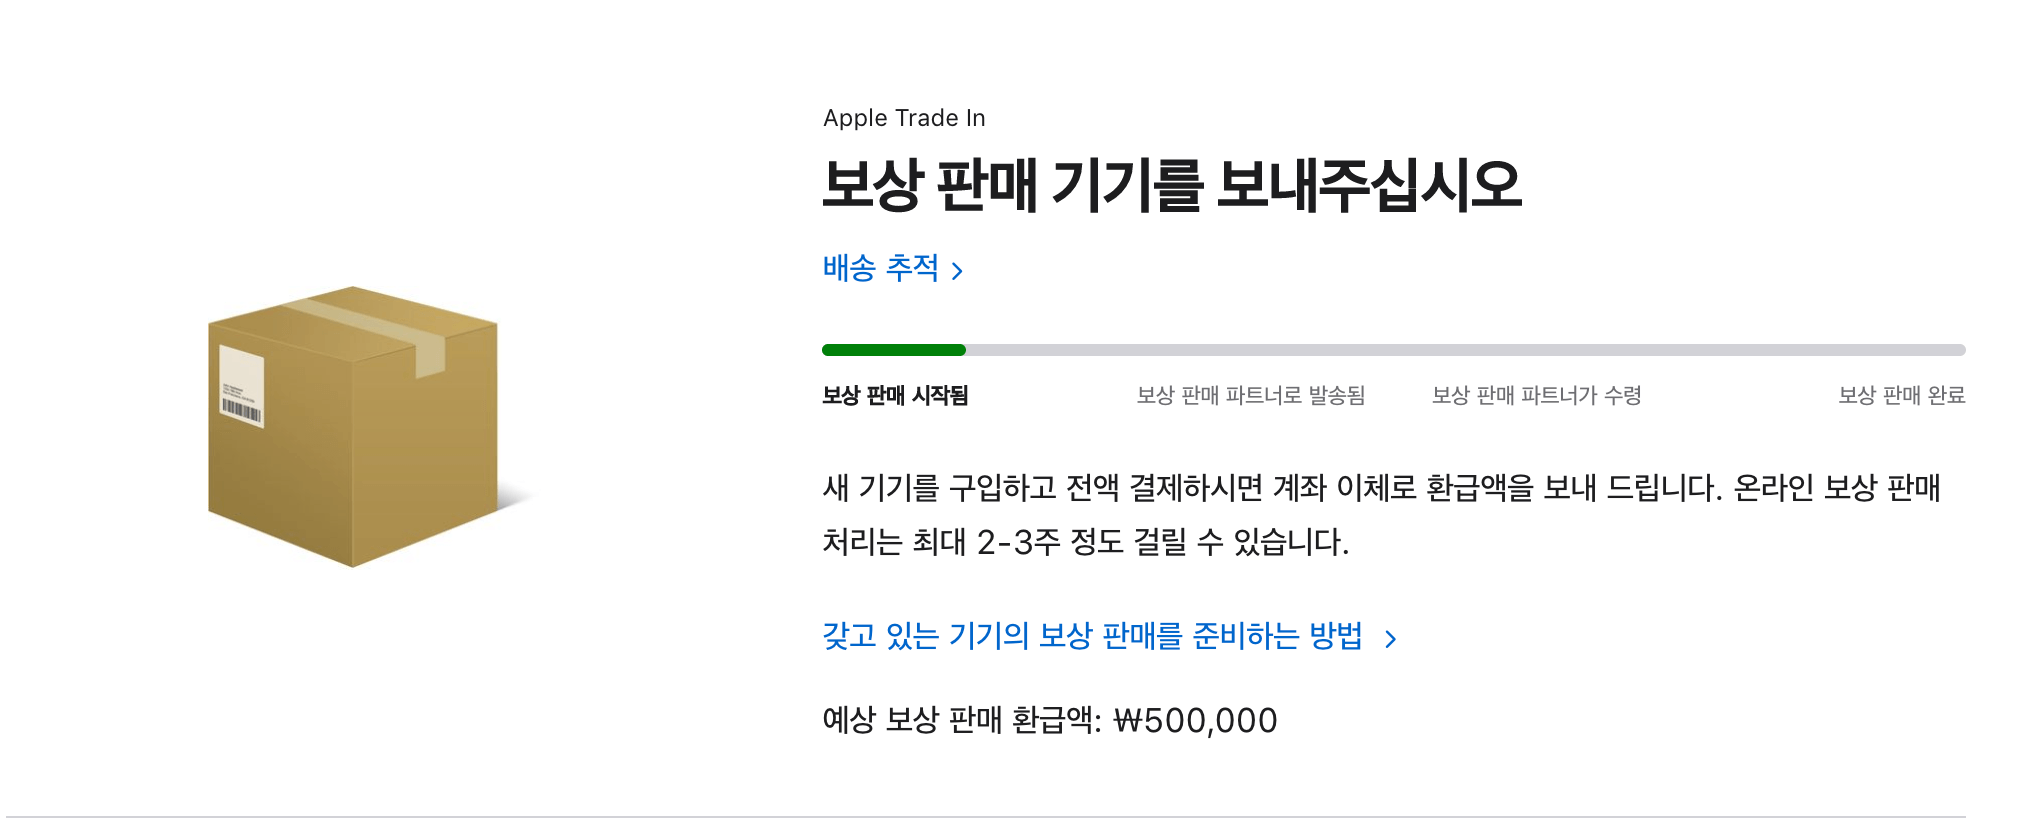 Apple Trade In
보상 판매 기기를 보내주십시오
배송 추적 >
보상 판매 시작됨
보상 판매 파트너로 발송됨
보상 판매 파트너가 수령
보상 판매 완료
새 기기를 구입하고 전액 결제하시면 계좌 이체로 환급액을 보내 드립니다. 온라인 보상 판매
처리는 최대 2-3주 정도 걸릴 수 있습니다.
갖고 있는 기기의 보상 판매를 준비하는 방법 >
예상 보상 판매 환급액: ₩500,000